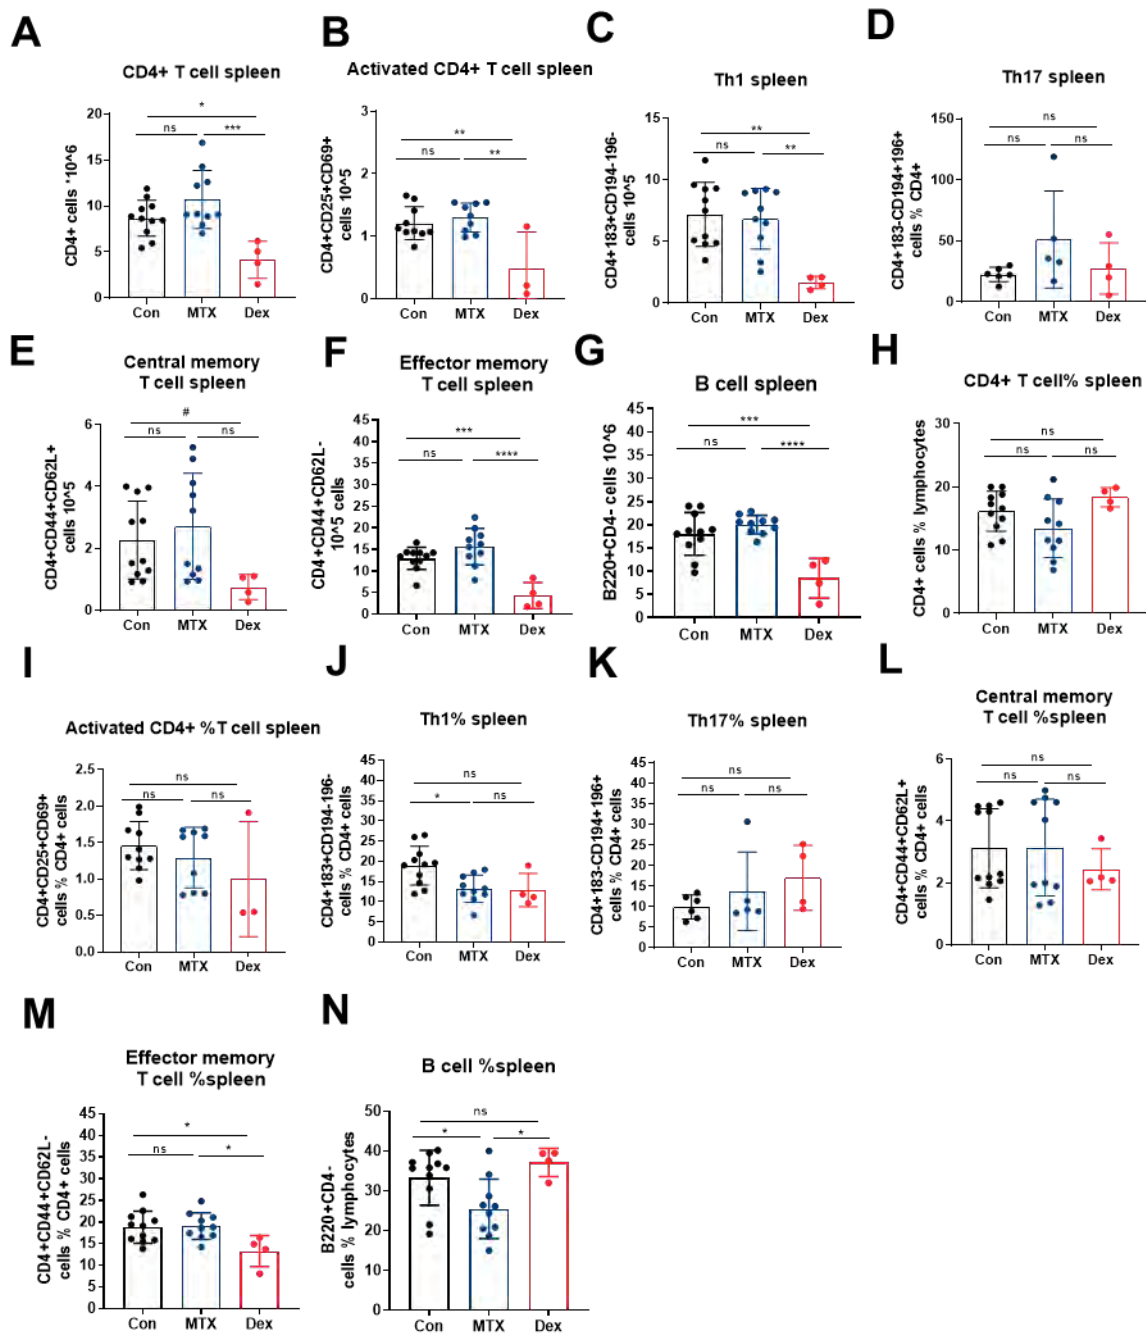 A
CD4+ T cell spleen
CD4+ cells *10^6
20
15
10
5
0
*
ns
***
Con
MTX
Dex
B
Activated CD4+ T cell spleen
CD4+CD25+CD69+
cells 10^5
3
2
1
0
**
ns
**
Con
MTX
Dex
C
Th1 spleen
CD4+183+CD194-196-
cells 10^5
15
10
5
0
**
ns
**
Con
MTX
Dex
D
Th17 spleen
CD4+183-CD194+196+
cells % CD4+
150
100
50
0
ns
ns
ns
Con
MTX
Dex
E
Central memory
T cell spleen
CD4+CD44+CD62L+
cells 10^5
6
4
2
0
#
ns
ns
Con
MTX
Dex
F
Effector memory
T cell spleen
CD4+CD44+CD62L-
10^5 cells
45
40
35
30
25
20
15
10
5
0
***
ns
****
Con
MTX
Dex
G
B cell spleen
B220+CD4- cells 10^6
45
40
35
30
25
20
15
10
5
0
***
ns
****
Con
MTX
Dex
H
CD4+ T cell% spleen
CD4+ cells % lymphocytes
30
20
10
0
ns
ns
ns
Con
MTX
Dex
I
Activated CD4+ %T cell spleen
CD4+CD25+CD69+
cells % CD4+ cells
2.5
2.0
1.5
1.0
0.5
0.0
ns
ns
ns
Con
MTX
Dex
J
Th1% spleen
CD4+183+CD194-196-
cells % CD4+ cells
45
40
35
30
25
20
15
10
5
0
ns
*
ns
Con
MTX
Dex
K
Th17% spleen
CD4+183-CD194+196+
cells % CD4+ cells
45
40
35
30
25
20
15
10
5
0
ns
ns
ns
Con
MTX
Dex
L
Central memory
T cell %spleen
CD4+CD44+CD62L+
cells % CD4+ cells
6
4
2
0
ns
ns
ns
Con
MTX
Dex
M
Effector memory
T cell %spleen
CD4+CD44+CD62L-
cells % CD4+ cells
45
40
35
30
25
20
15
10
5
0
*
ns
*
Con
MTX
Dex
N
B cell %spleen
B220+CD4-
cells % lymphocytes
50
40
30
20
10
0
ns
*
*
Con
MTX
Dex